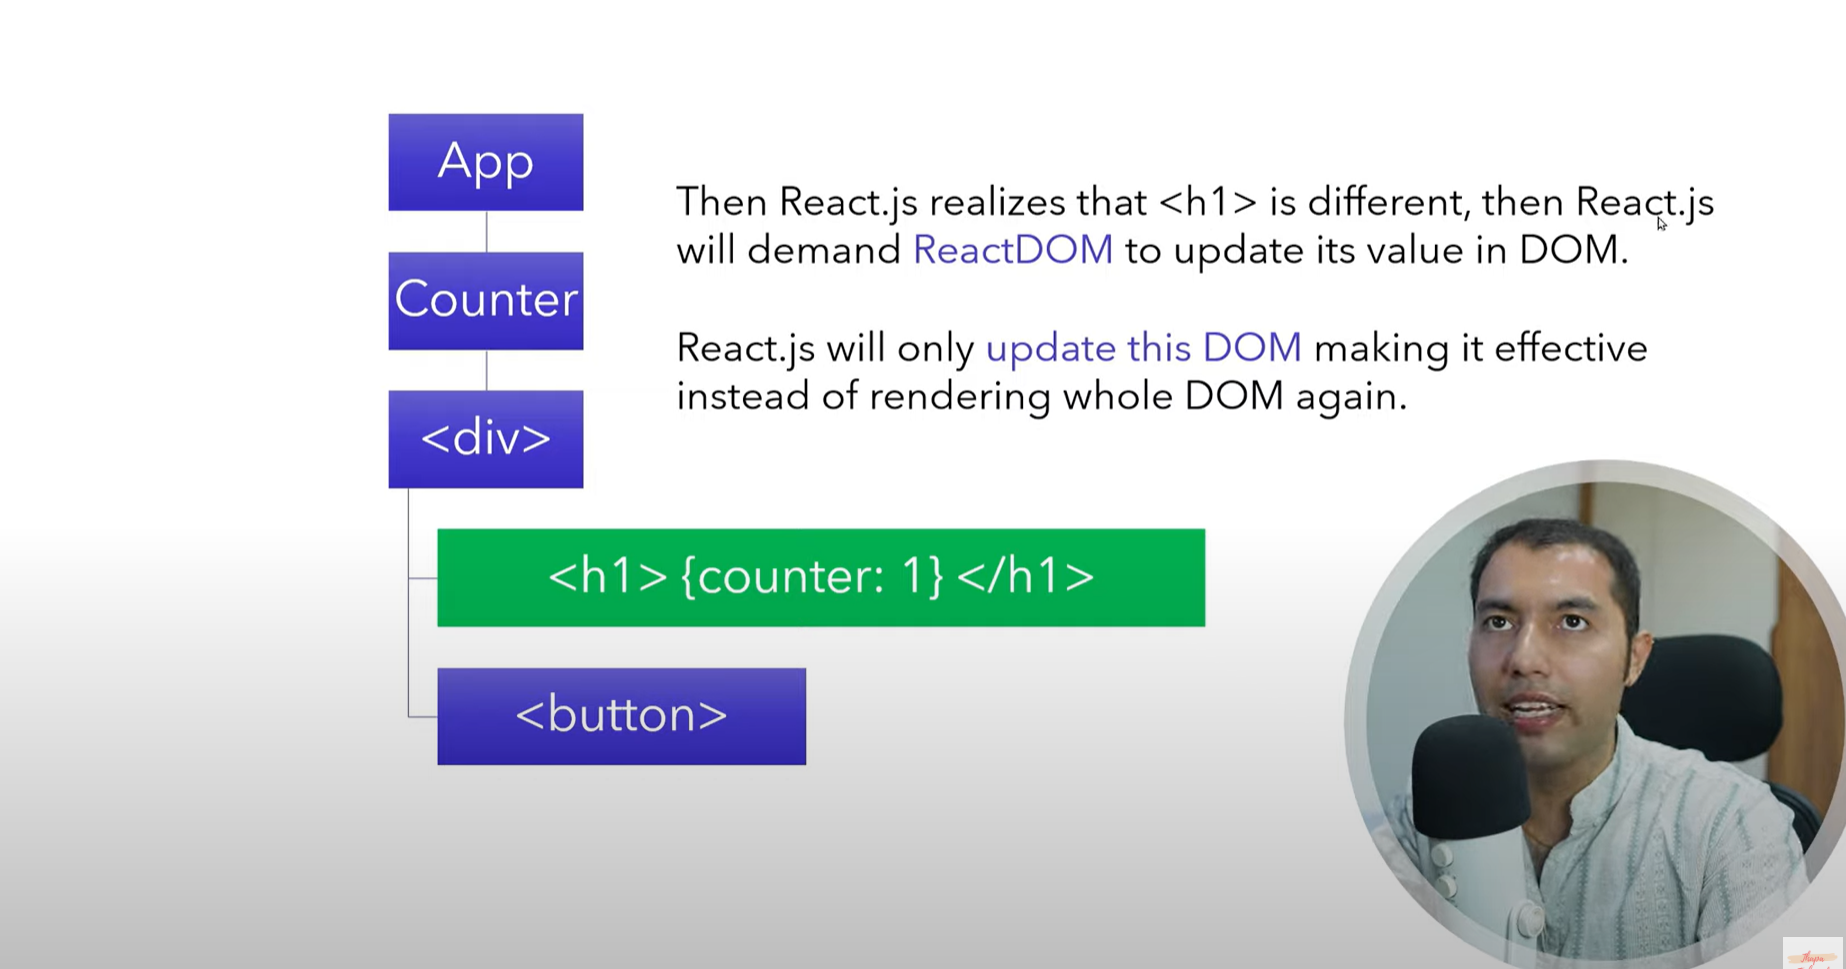 App
Then React.js realizes that <h1> is different, then React.js
will demand ReactDOM to update its value in DOM.
Counter
React.js will only update this DOM making it effective
instead of rendering whole DOM again.
<div>
<h1> {counter: 1} </h1>
<button>
Thapa